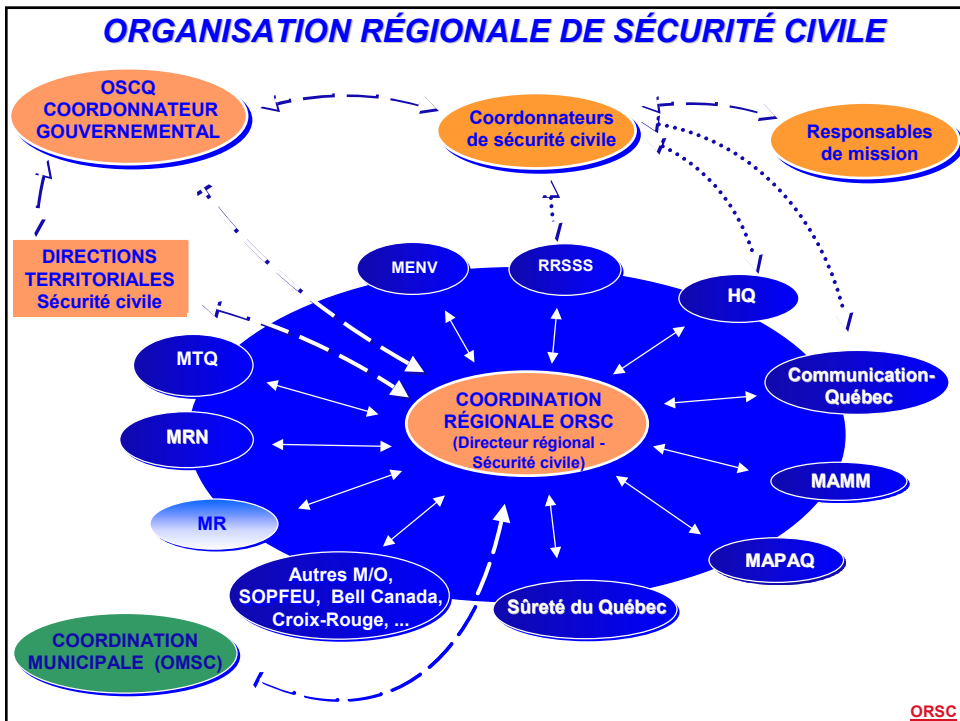 ORGANISATION RÉGIONALE DE SÉCURITÉ CIVILE
OSCQ
COORDONNATEUR
GOUVERNEMENTAL
Coordonnateurs
de sécurité civile
Responsables
de mission
DIRECTIONS
TERRITORIALES
Sécurité civile
MENV
RRSSS
HQ
MTQ
Communication-
Québec
COORDINATION
RÉGIONALE ORSC
(Directeur régional -
Sécurité civile)
MRN
MAMM
MR
MAPAQ
Autres M/O,
SOPFEU, Bell Canada,
Croix-Rouge, ...
Sûreté du Québec
COORDINATION
MUNICIPALE (OMSC)
ORSC